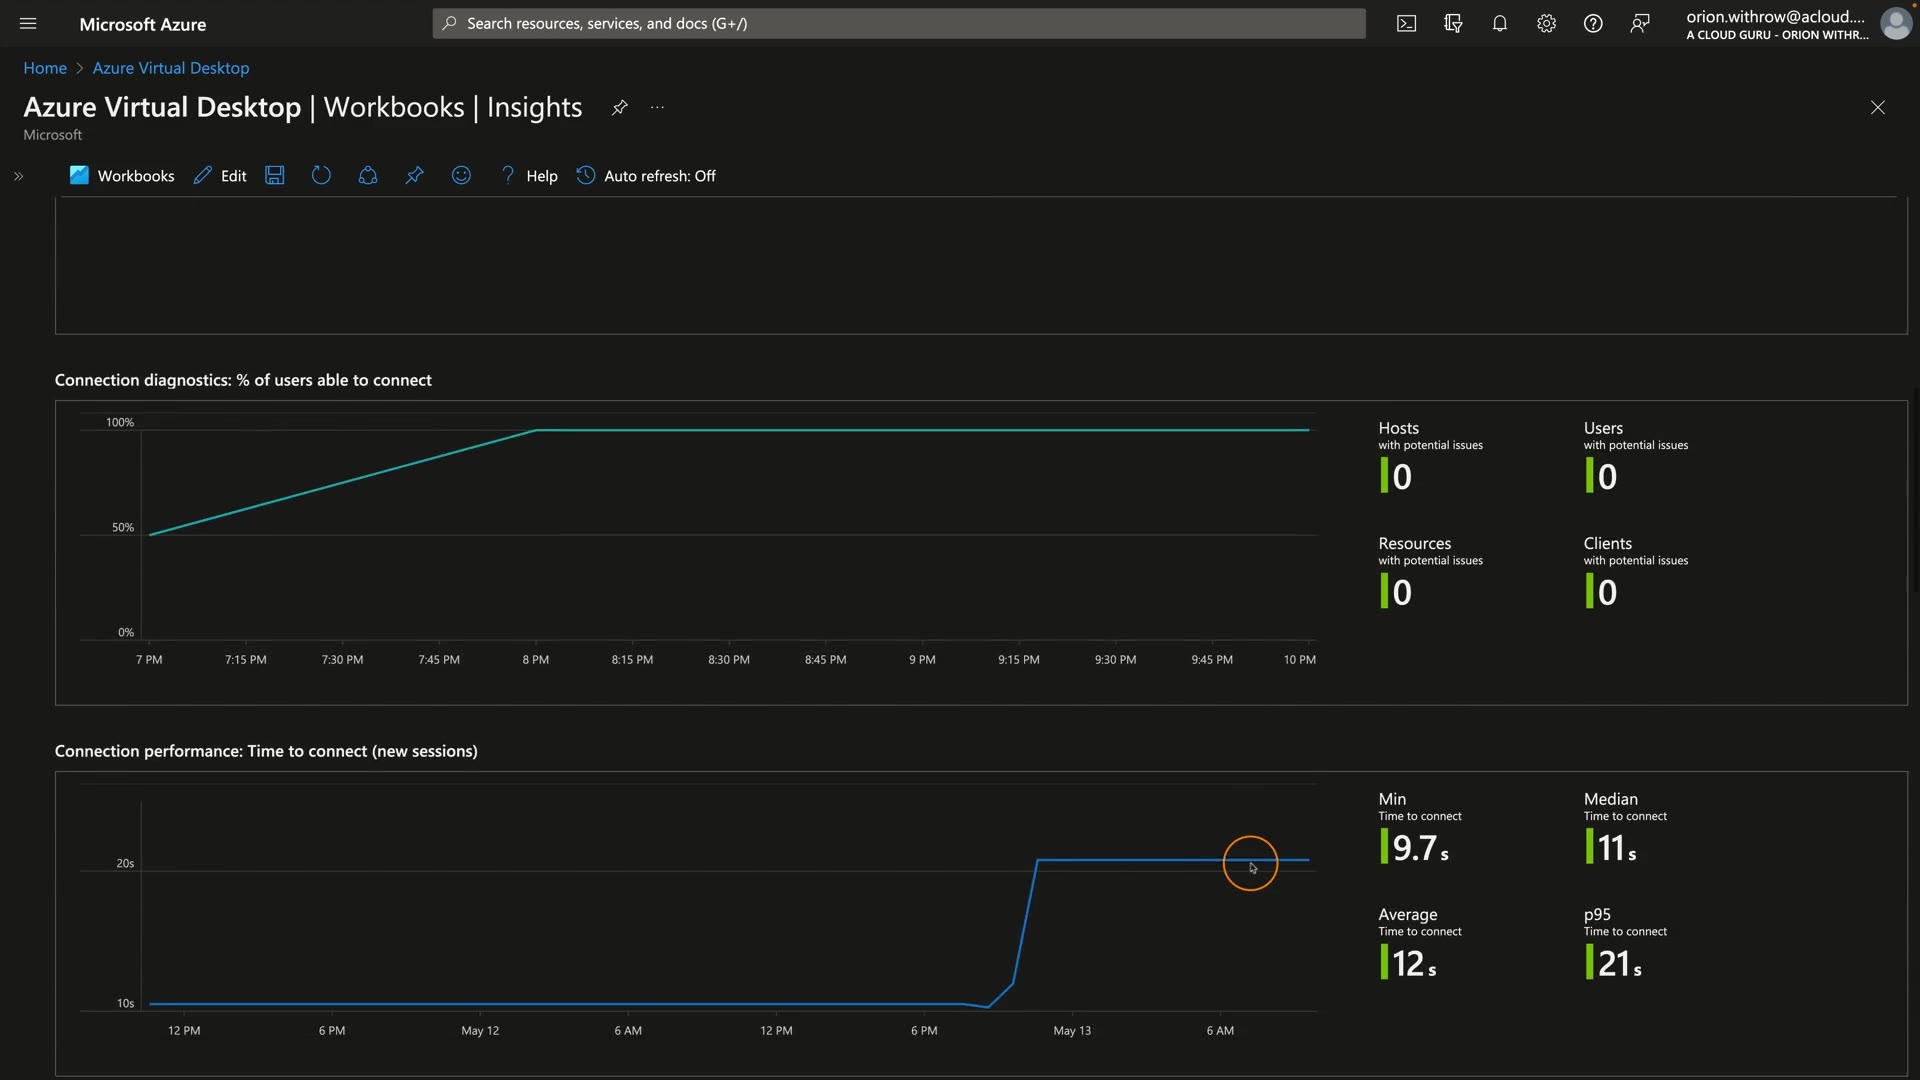 Microsoft Azure
Search resources, services, and docs (G+/)
orion.withrow@acloud....
A CLOUD GURU - ORION WITHR...
Home > Azure Virtual Desktop
Azure Virtual Desktop | Workbooks | Insights
...
Microsoft
Workbooks
Edit
Help
Auto refresh: Off
Connection diagnostics: % of users able to connect
100%
50%
0%
7 PM 7:15 PM 7:30 PM 7:45 PM 8 PM 8:15 PM 8:30 PM 8:45 PM 9 PM 9:15 PM 9:30 PM 9:45 PM 10 PM
Hosts
with potential issues
0
Users
with potential issues
0
Resources
with potential issues
0
Clients
with potential issues
0
Connection performance: Time to connect (new sessions)
20s
10s
12 PM 6 PM May 12 6 AM 12 PM 6 PM May 13 6 AM
Min
Time to connect
9.7 s
Median
Time to connect
11 s
Average
Time to connect
12 s
p95
Time to connect
21 s